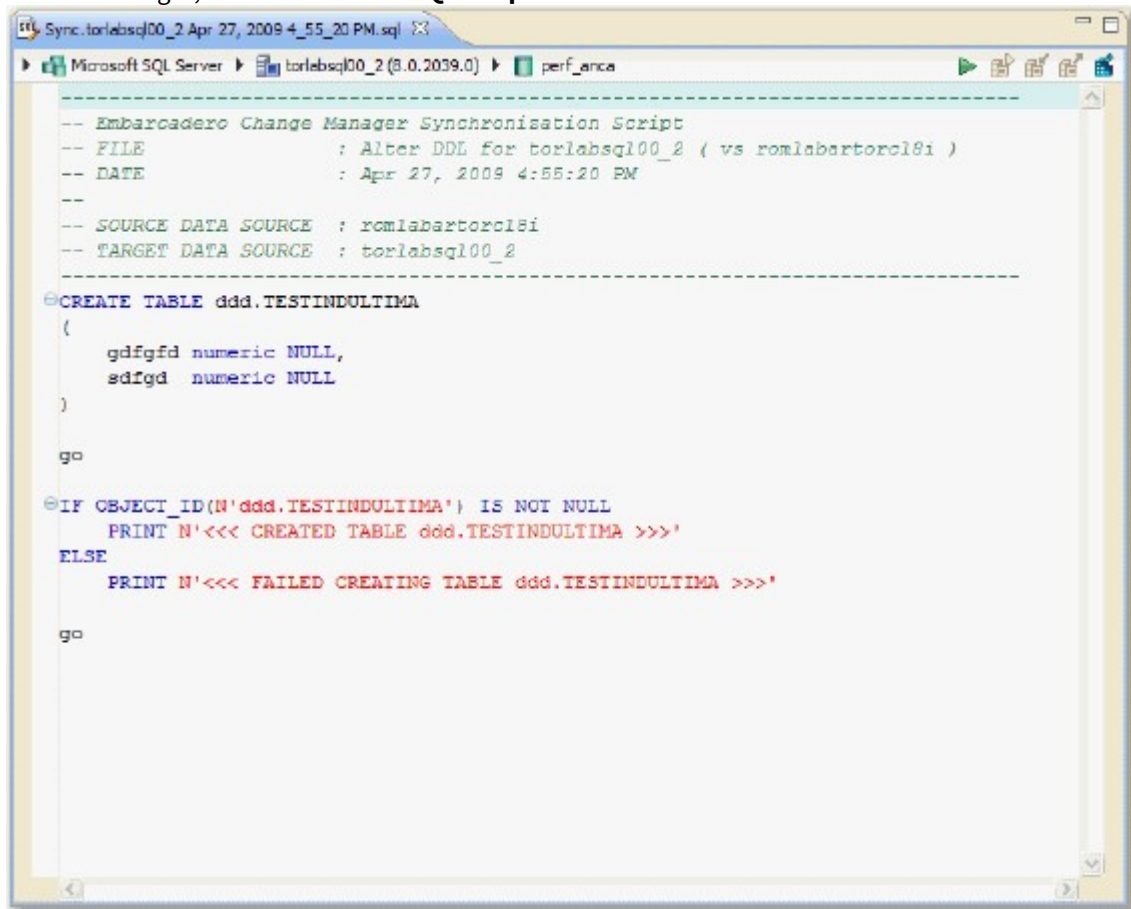 Sync.torlabsql00_2 Apr 27, 2009 4_55_20 PM.sql
Microsoft SQL Server torlabsql00_2 (8.0.2039.0) perf_anca
--------------------------------------------------------------------------------
-- Embarcadero Change Manager Synchronization Script
-- FILE : Alter DDL for torlabsql00_2 ( vs romlabartorcl8i )
-- DATE : Apr 27, 2009 4:55:20 PM
--
-- SOURCE DATA SOURCE : romlabartorcl8i
-- TARGET DATA SOURCE : torlabsql00_2
--------------------------------------------------------------------------------
CREATE TABLE ddd.TESTINDULTIMA
(
gdfgfd numeric NULL,
sdfgd numeric NULL
)
go
IF OBJECT_ID(N'ddd.TESTINDULTIMA') IS NOT NULL
PRINT N'<<< CREATED TABLE ddd.TESTINDULTIMA >>>'
ELSE
PRINT N'<<< FAILED CREATING TABLE ddd.TESTINDULTIMA >>>'
go